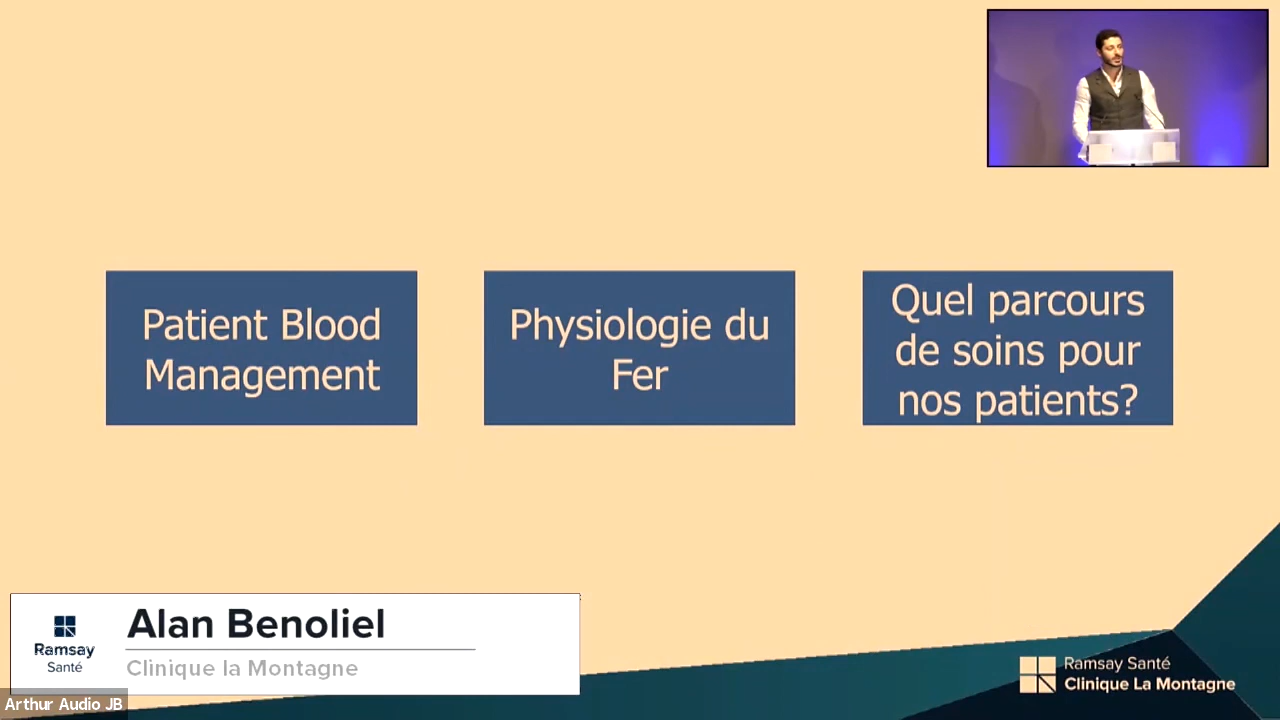 Patient Blood
Management
Physiologie du
Fer
Quel parcours
de soins pour
nos patients?
Alan Benoliel
Clinique la Montagne
Ramsay
Santé
Arthur Audio JB
Ramsay Santé
Clinique La Montagne